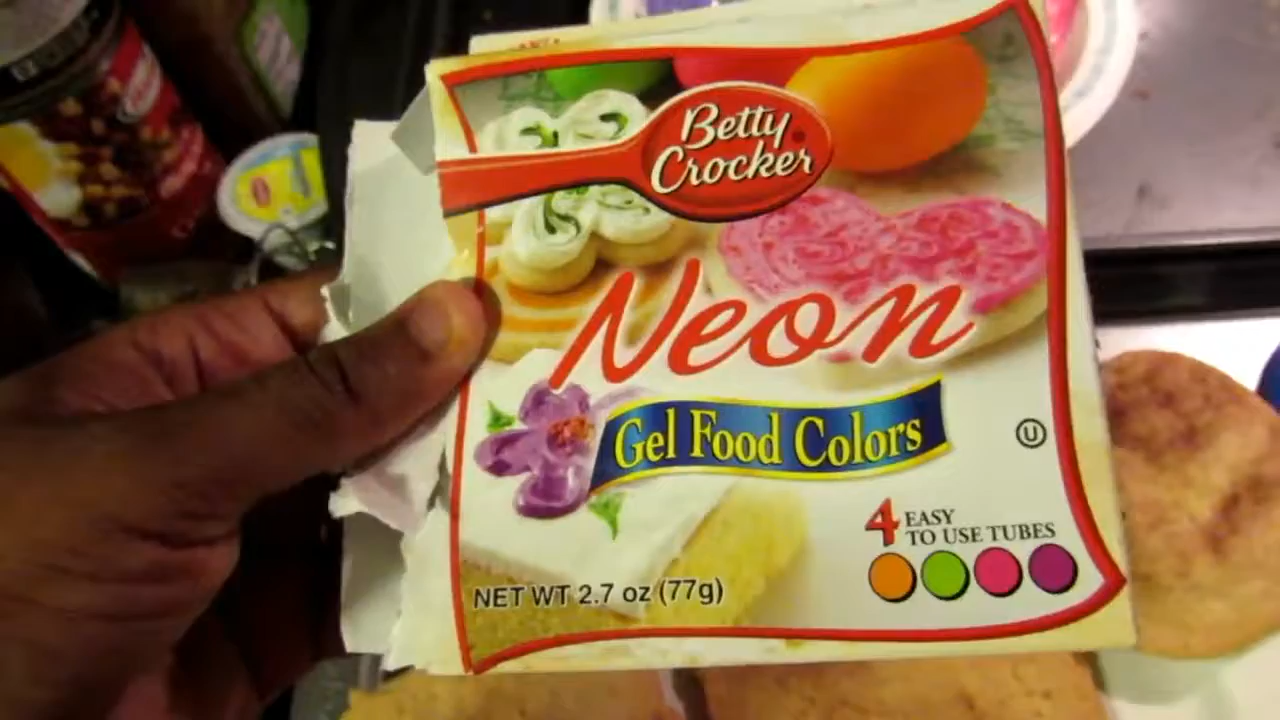 Betty
Crocker
Neon
Gel Food Colors
U
4 EASY
TO USE TUBES
NET WT 2.7 oz (77g)